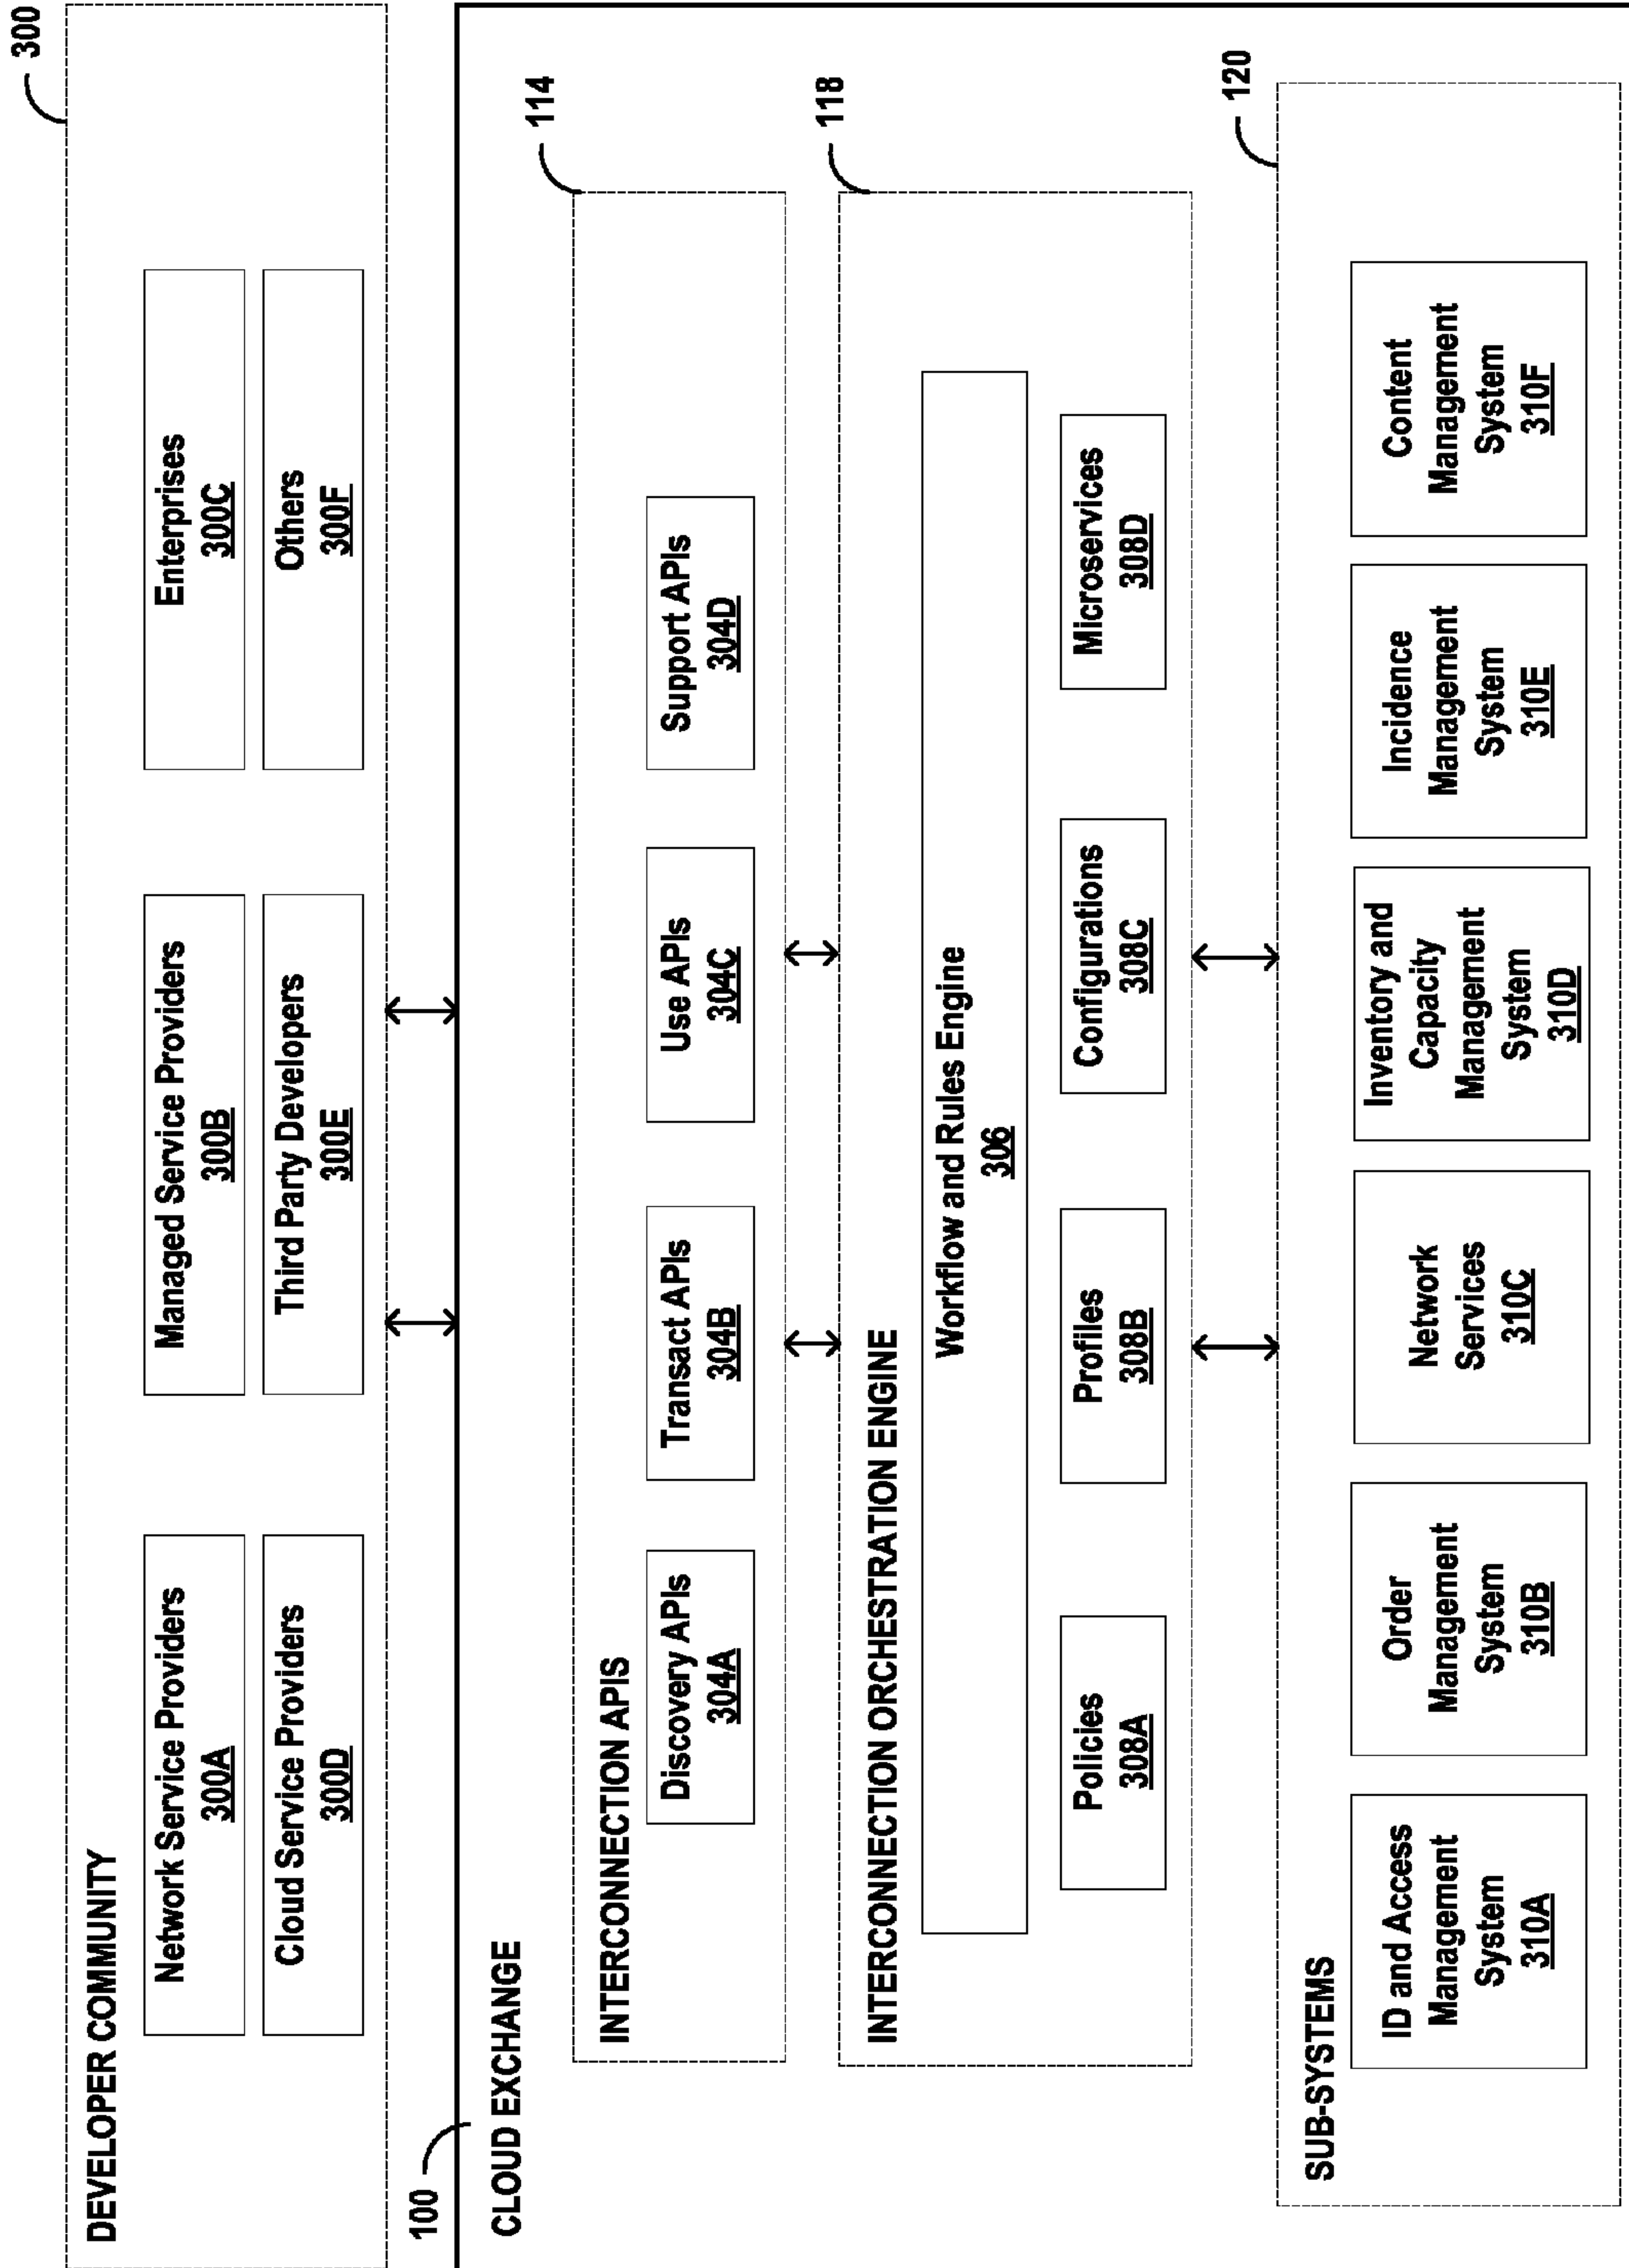 300
DEVELOPER COMMUNITY
Network Service Providers
300A
Managed Service Providers
300B
Enterprises
300C
Cloud Service Providers
300D
Third Party Developers
300E
Others
300F
100
CLOUD EXCHANGE
114
INTERCONNECTION APIS
Discovery APIs
304A
Transact APIs
304B
Use APIs
304C
Support APIs
304D
118
INTERCONNECTION ORCHESTRATION ENGINE
Workflow and Rules Engine
306
Policies
308A
Profiles
308B
Configurations
308C
Microservices
308D
120
SUB-SYSTEMS
ID and Access
Management
System
310A
Order
Management
System
310B
Network
Services
310C
Inventory and
Capacity
Management
System
310D
Incidence
Management
System
310E
Content
Management
System
310F